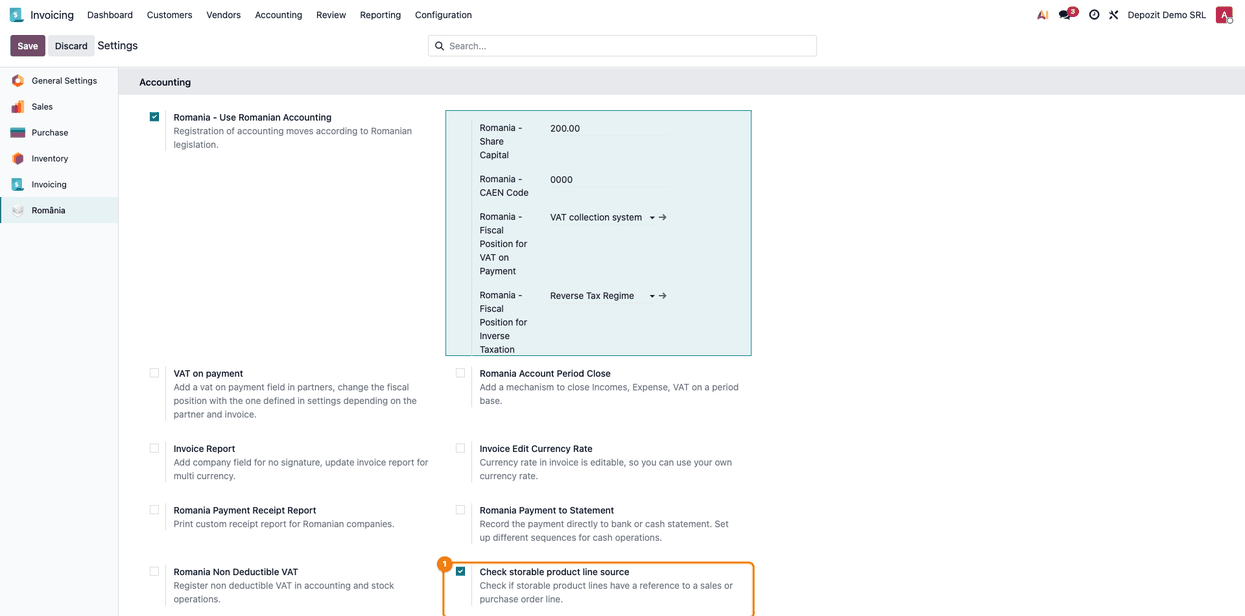 Invoicing Dashboard Customers Vendors Accounting Review Reporting Configuration AI 3 Depozit Demo SRL A
Save Discard Settings Search...
General Settings
Sales
Purchase
Inventory
Invoicing
România
Accounting
Romania - Use Romanian Accounting
Registration of accounting moves according to Romanian
legislation.
Romania - 200.00
Share
Capital
Romania - 0000
CAEN Code
Romania - VAT collection system
Fiscal
Position for
VAT on
Payment
Romania - Reverse Tax Regime
Fiscal
Position for
Inverse
Taxation
VAT on payment
Add a vat on payment field in partners, change the fiscal
position with the one defined in settings depending on the
partner and invoice.
Romania Account Period Close
Add a mechanism to close Incomes, Expense, VAT on a period
base.
Invoice Report
Add company field for no signature, update invoice report for
multi currency.
Invoice Edit Currency Rate
Currency rate in invoice is editable, so you can use your own
currency rate.
Romania Payment Receipt Report
Print custom receipt report for Romanian companies.
Romania Payment to Statement
Record the payment directly to bank or cash statement. Set
up different sequences for cash operations.
Romania Non Deductible VAT
Register non deductible VAT in accounting and stock
operations.
1
Check storable product line source
Check if storable product lines have a reference to a sales or
purchase order line.